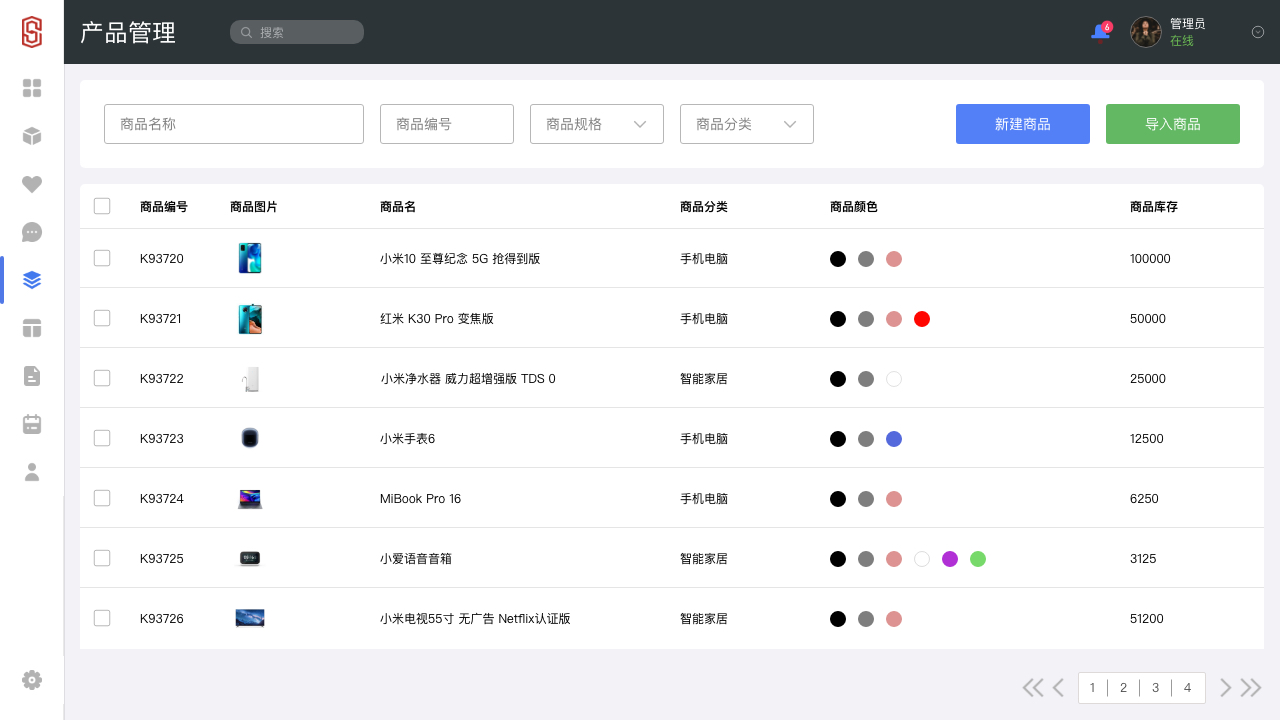 产品管理
搜索
6
管理员
在线
商品名称
商品编号
商品规格
商品分类
新建商品
导入商品
商品编号 商品图片 商品名 商品分类 商品颜色 商品库存
K93720 小米10 至尊纪念 5G 抢得到版 手机电脑 100000
K93721 红米 K30 Pro 变焦版 手机电脑 50000
K93722 小米净水器 威力超增强版 TDS 0 智能家居 25000
K93723 小米手表6 手机电脑 12500
K93724 MiBook Pro 16 手机电脑 6250
K93725 小爱语音音箱 智能家居 3125
K93726 小米电视55寸 无广告 Netflix认证版 智能家居 51200
1 2 3 4